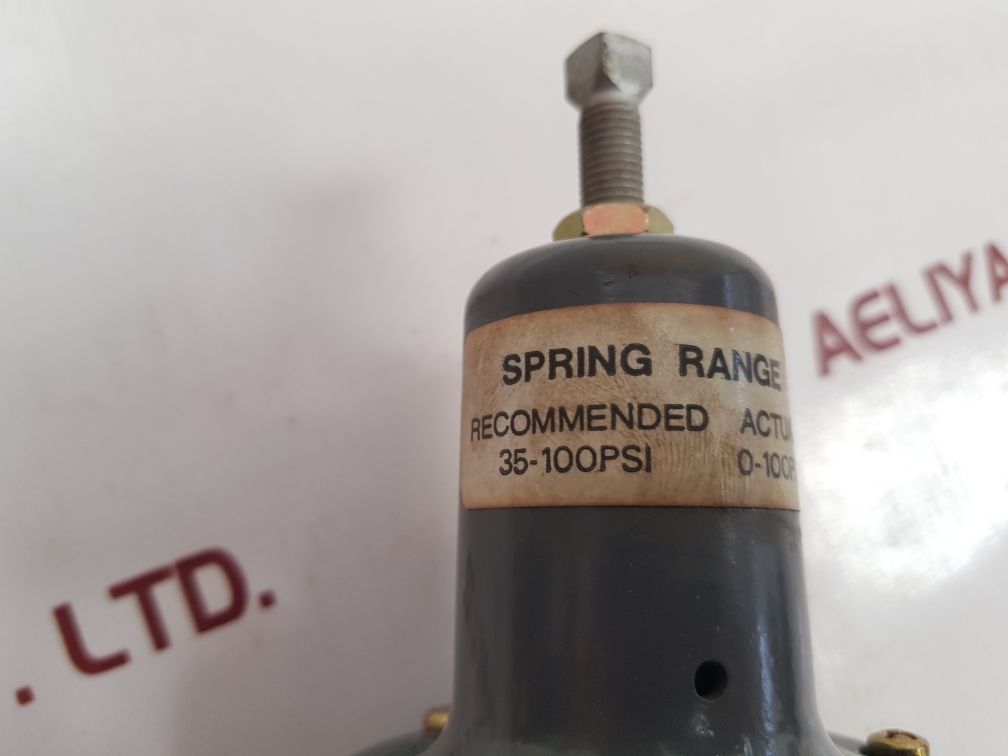 SPRING RANGE
RECOMMENDED
35-100PSI
AELIYA
. LTD.